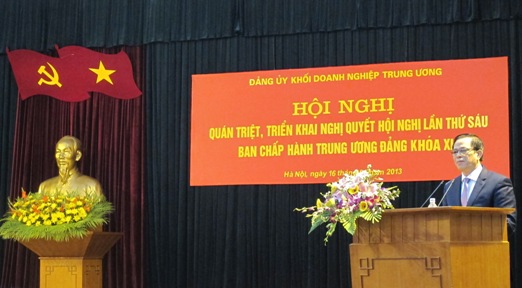 ĐẢNG ỦY KHỐI DOANH NGHIỆP TRUNG ƯƠNG
HỘI NGHỊ
QUÁN TRIỆT, TRIỂN KHAI NGHỊ QUYẾT HỘI NGHỊ LẦN THỨ SÁU
BAN CHẤP HÀNH TRUNG ƯƠNG ĐẢNG KHÓA
Hà Nội, ngày 16 2013